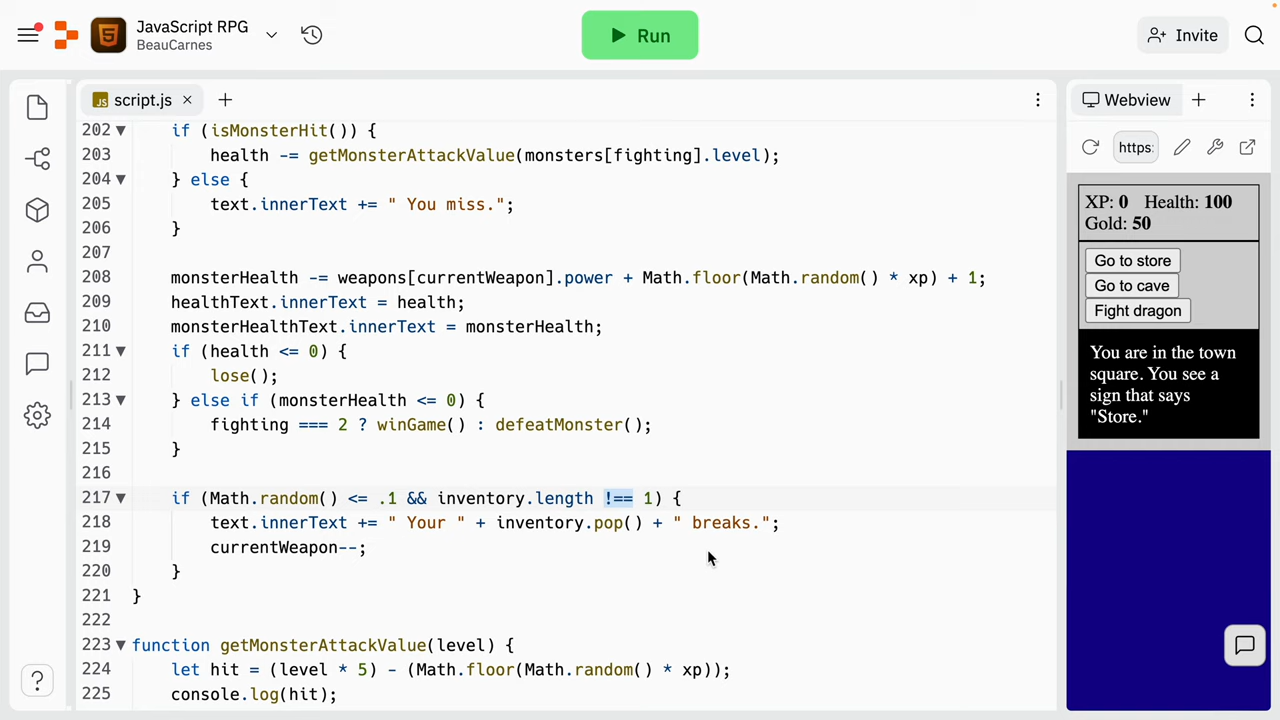 JavaScript RPG
BeauCarnes
Run
Invite
JS script.js
Webview
202 if (isMonsterHit()) {
203 health -= getMonsterAttackValue(monsters[fighting].level);
204 } else {
205 text.innerText += " You miss.";
206 }
207
208 monsterHealth -= weapons[currentWeapon].power + Math.floor(Math.random() * xp) + 1;
209 healthText.innerText = health;
210 monsterHealthText.innerText = monsterHealth;
211 if (health <= 0) {
212 lose();
213 } else if (monsterHealth <= 0) {
214 fighting === 2 ? winGame() : defeatMonster();
215 }
216
217 if (Math.random() <= .1 && inventory.length !== 1) {
218 text.innerText += " Your " + inventory.pop() + " breaks.";
219 currentWeapon--;
220 }
221 }
222
223 function getMonsterAttackValue(level) {
224 let hit = (level * 5) - (Math.floor(Math.random() * xp));
225 console.log(hit);
https:
XP: 0 Health: 100
Gold: 50
Go to store
Go to cave
Fight dragon
You are in the town
square. You see a
sign that says
"Store."
?